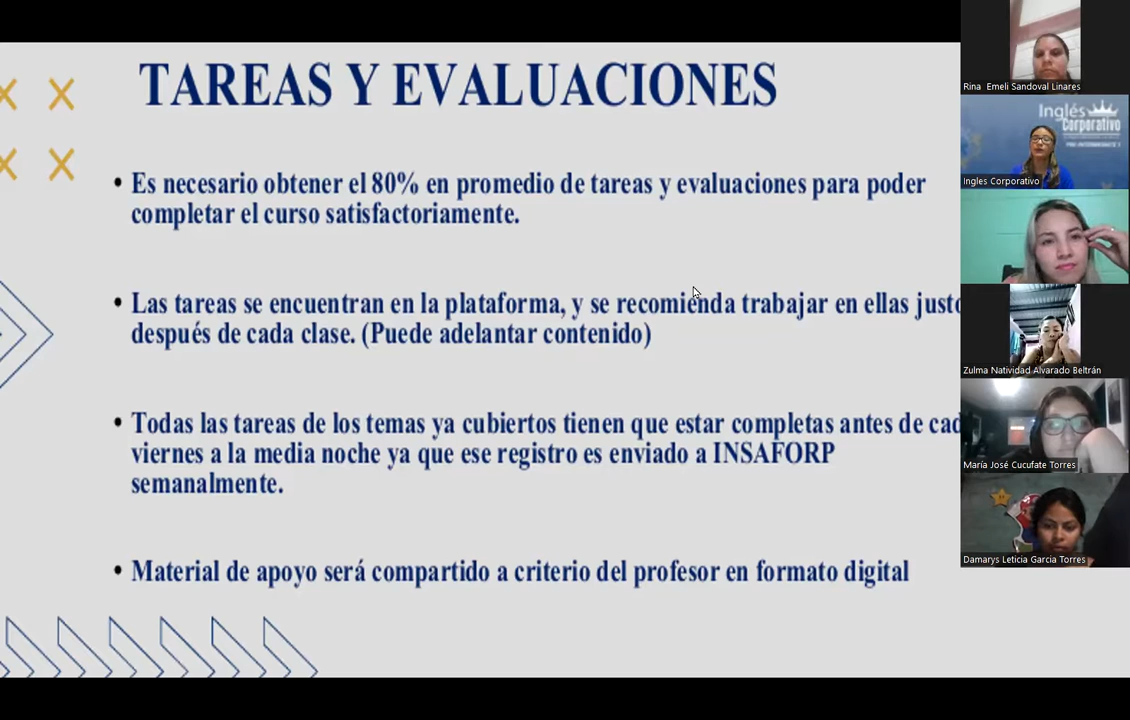 TAREAS Y EVALUACIONES
• Es necesario obtener el 80% en promedio de tareas y evaluaciones para poder
completar el curso satisfactoriamente.
• Las tareas se encuentran en la plataforma, y se recomienda trabajar en ellas justo
después de cada clase. (Puede adelantar contenido)
• Todas las tareas de los temas ya cubiertos tienen que estar completas antes de cad
viernes a la media noche ya que ese registro es enviado a INSAFORP
semanalmente.
• Material de apoyo será compartido a criterio del profesor en formato digital
Rina Emeli Sandoval Linares
Inglés
Corporativo
Ingles Corporativo
Zulma Natividad Alvarado Beltrán
María José Cucufate Torres
Damarys Leticia Garcia Torres